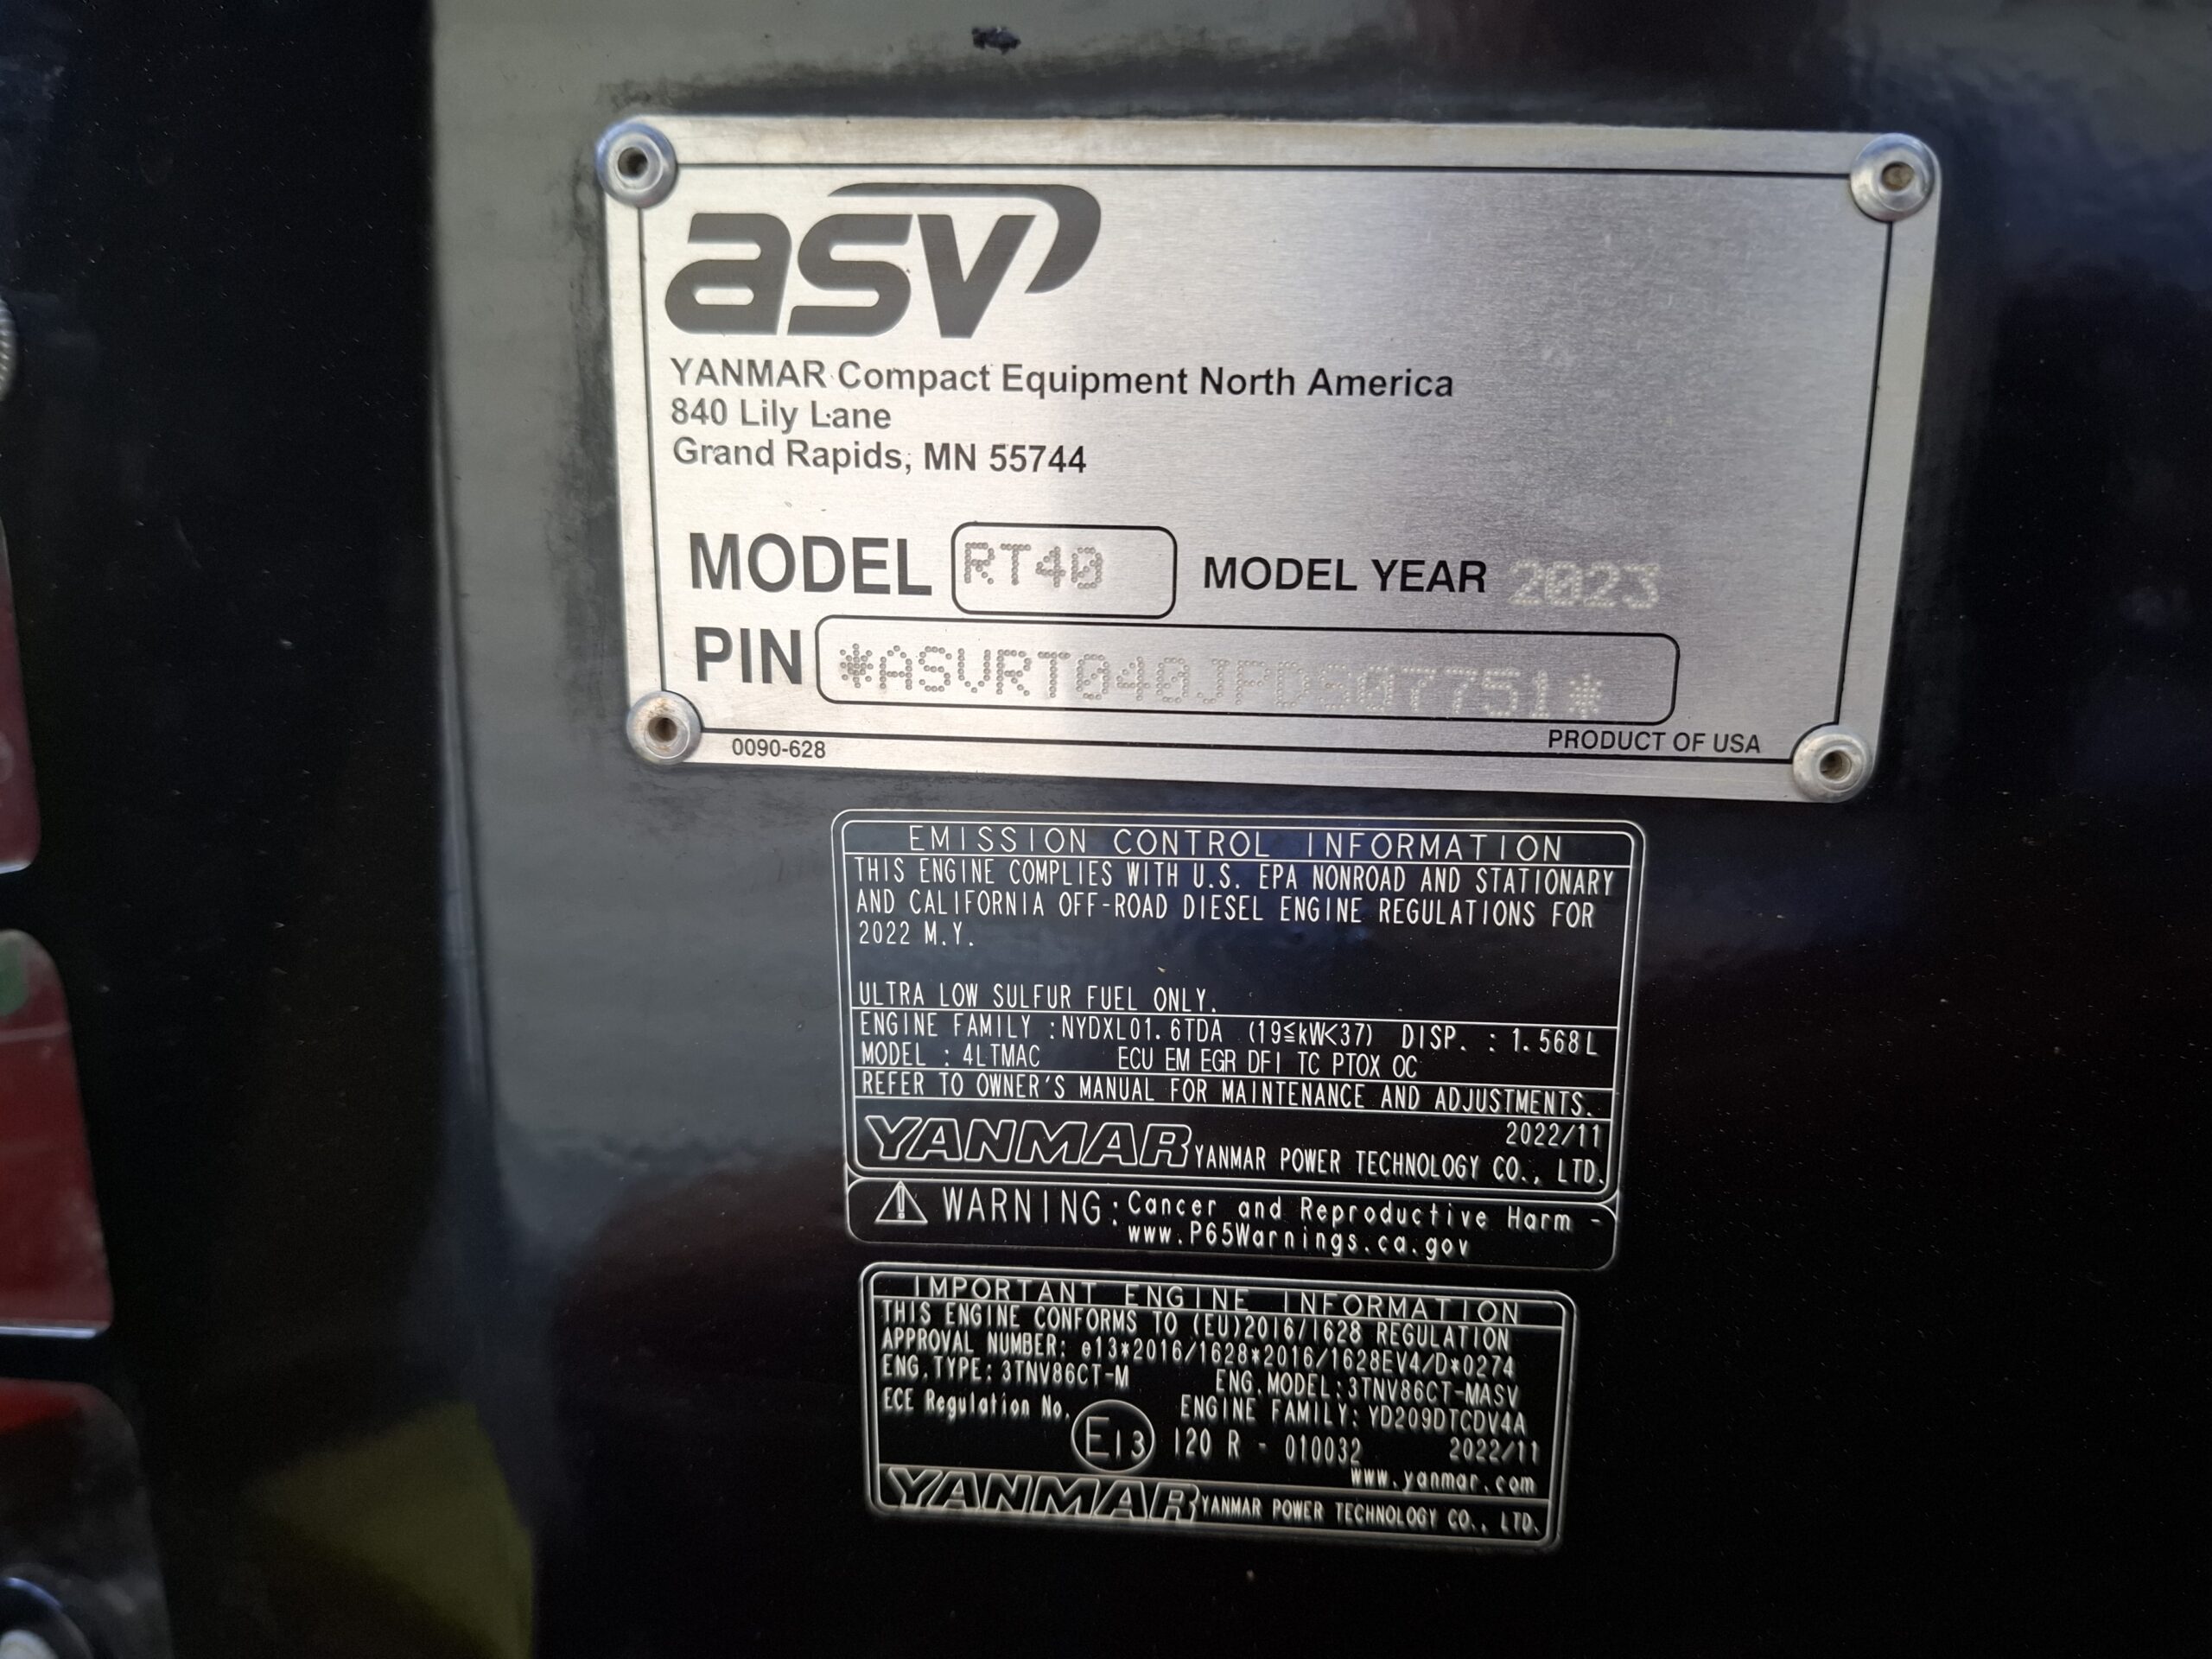 asv
YANMAR Compact Equipment North America
840 Lily Lane
Grand Rapids, MN 55744
MODEL RT40 MODEL YEAR 2023
PIN *ASVRT040JPDS07751*
0090-628 PRODUCT OF USA
EMISSION CONTROL INFORMATION
THIS ENGINE COMPLIES WITH U.S. EPA NONROAD AND STATIONARY
AND CALIFORNIA OFF-ROAD DIESEL ENGINE REGULATIONS FOR
2022 M.Y.
ULTRA LOW SULFUR FUEL ONLY.
ENGINE FAMILY :NYDXL01.6TDA (19≦kW<37) DISP. : 1.568L
MODEL : 4LTMAC ECU EM EGR DFI TC PTOX OC
REFER TO OWNER'S MANUAL FOR MAINTENANCE AND ADJUSTMENTS.
2022/11
YANMAR YANMAR POWER TECHNOLOGY CO., LTD.
WARNING: Cancer and Reproductive Harm -
www.P65Warnings.ca.gov
IMPORTANT ENGINE INFORMATION
THIS ENGINE CONFORMS TO (EU)2016/1628 REGULATION
APPROVAL NUMBER: e13*2016/1628*2016/1628EV4/D*0274
ENG.TYPE: 3TNV86CT-M ENG.MODEL:3TNV86CT-MASV
ECE Regulation No. ENGINE FAMILY: YD209DTCDV4A
E13 120 R - 010032 2022/11
www.yanmar.com
YANMAR YANMAR POWER TECHNOLOGY CO., LTD.